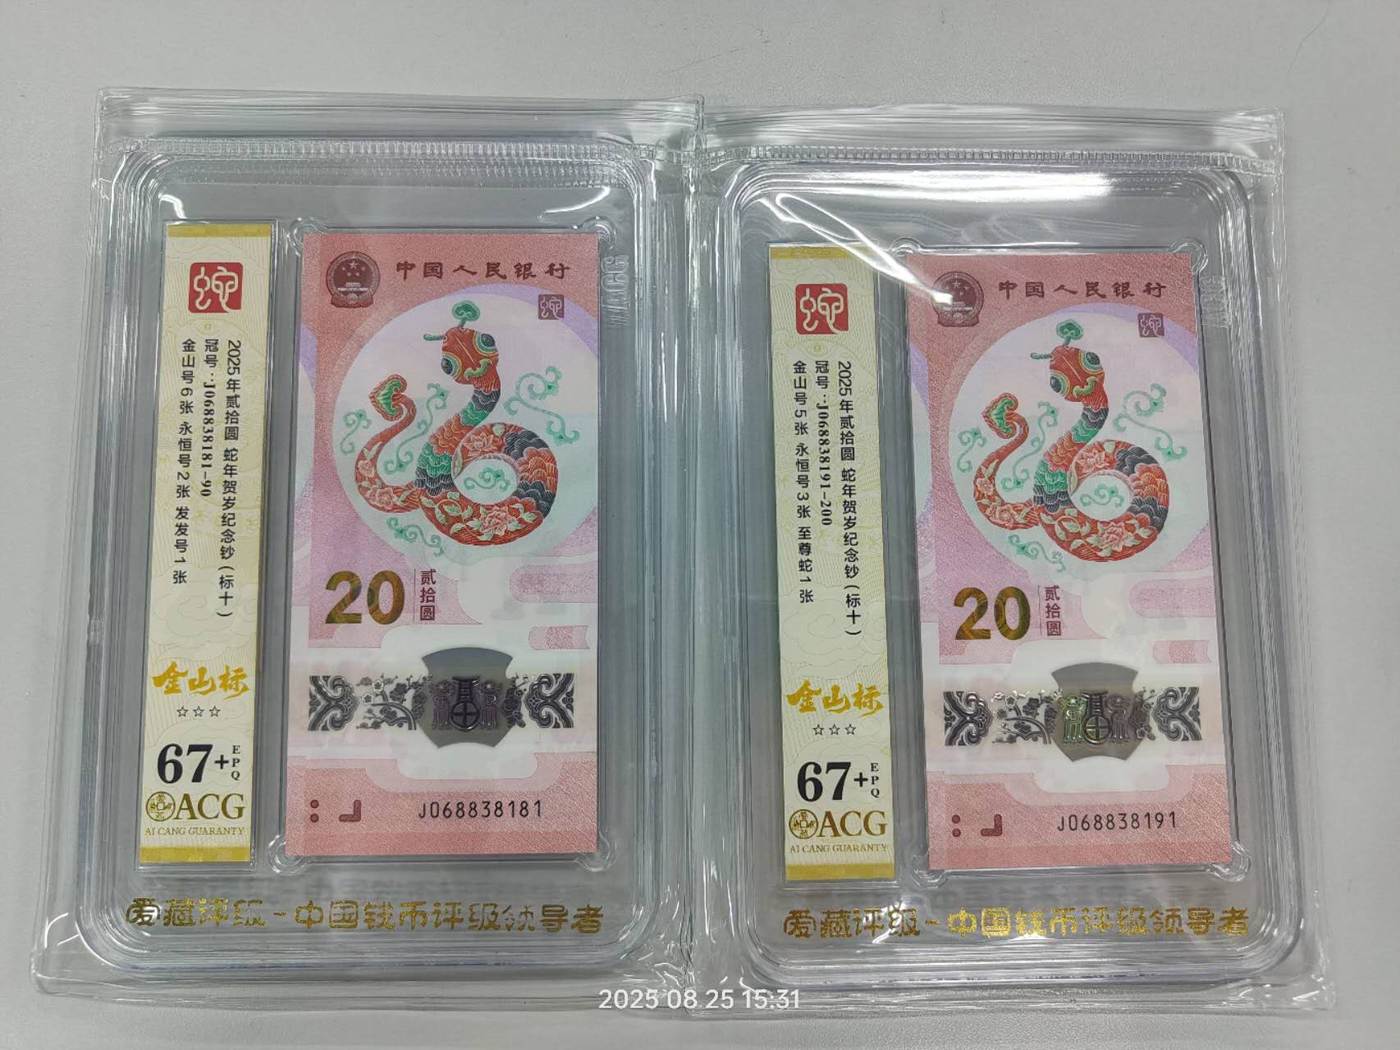 蛇
2025年贰拾圆 蛇年贺岁纪念钞(标十)
冠号:J068838181-90
金山号6张 永恒号2张 发发号1张
金山标
☆☆☆
67+EPQ
ACG
AI CANG GUARANTY
中国人民银行
20
贰拾圆
J068838181
爱藏评级-中国钱币评级领导者
蛇
2025年贰拾圆 蛇年贺岁纪念钞(标十)
冠号:J068838191-200
金山号5张 永恒号3张 至尊蛇1张
金山标
☆☆☆
67+EPQ
ACG
AI CANG GUARANTY
中国人民银行
20
贰拾圆
J068838191
爱藏评级-中国钱币评级领导者
2025 08.25 15:31